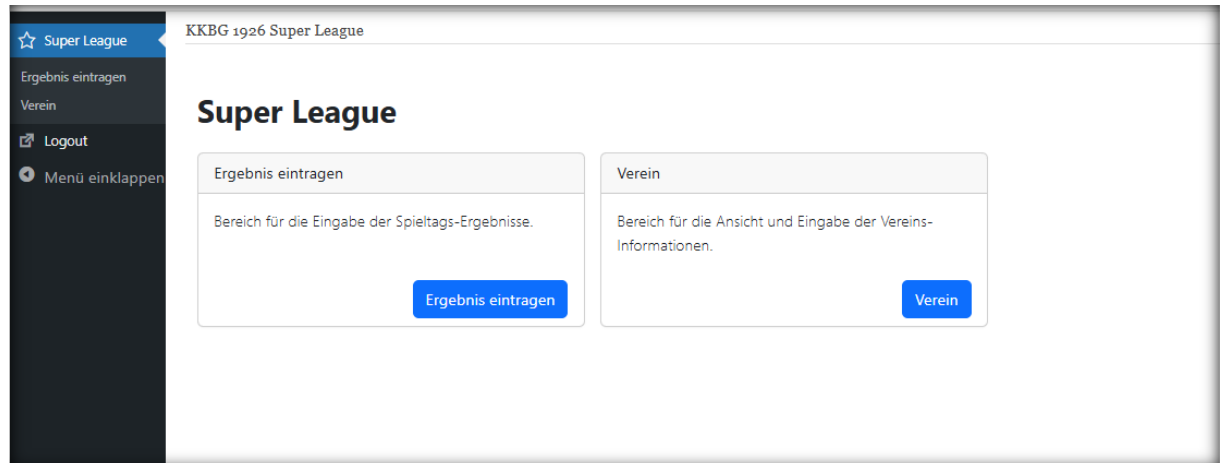 Super League
Ergebnis eintragen
Verein
Logout
Menü einklappen
KKBG 1926 Super League
Super League
Ergebnis eintragen
Bereich für die Eingabe der Spieltags-Ergebnisse.
Ergebnis eintragen
Verein
Bereich für die Ansicht und Eingabe der Vereins-
Informationen.
Verein